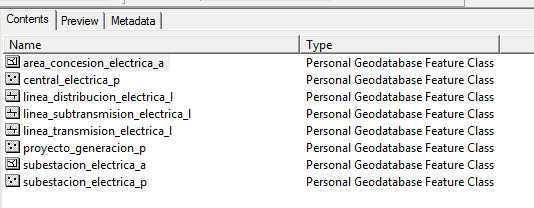 Contents Preview Metadata
Name Type
area_concesion_electrica_a Personal Geodatabase Feature Class
central_electrica_p Personal Geodatabase Feature Class
linea_distribucion_electrica_l Personal Geodatabase Feature Class
linea_subtransmision_electrica_l Personal Geodatabase Feature Class
linea_transmision_electrica_l Personal Geodatabase Feature Class
proyecto_generacion_p Personal Geodatabase Feature Class
subestacion_electrica_a Personal Geodatabase Feature Class
subestacion_electrica_p Personal Geodatabase Feature Class